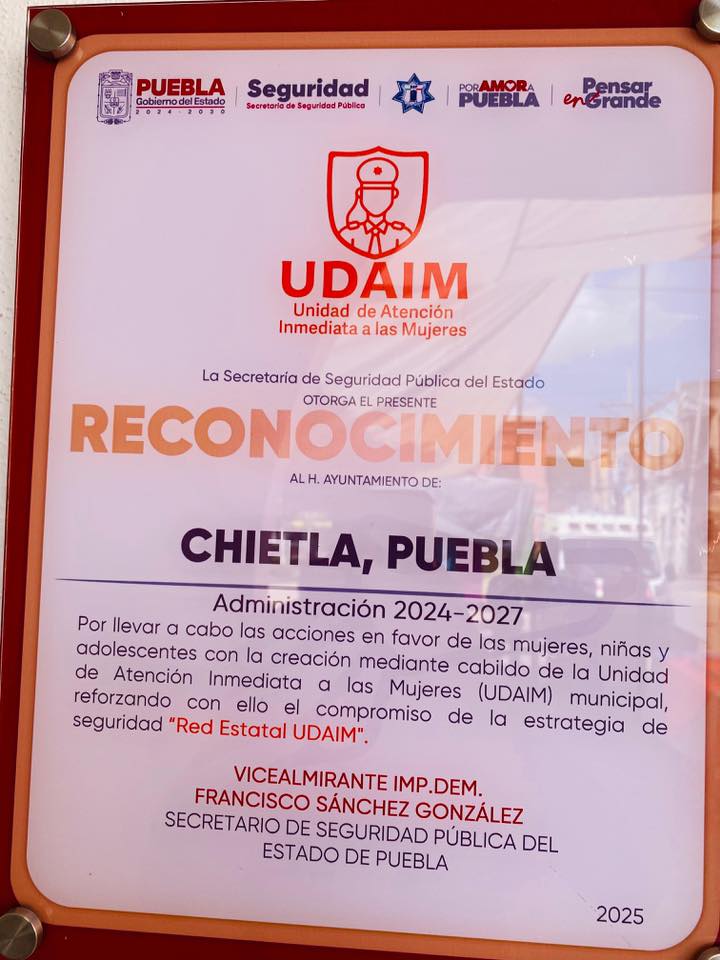 PUEBLA
Gobierno del Estado
2024 - 2030
Seguridad
Secretaría de Seguridad Pública
POR AMOR A
PUEBLA
Pensar
en Grande
UDAIM
Unidad de Atención
Inmediata a las Mujeres
La Secretaría de Seguridad Pública del Estado
OTORGA EL PRESENTE
RECONOCIMIENTO
AL H. AYUNTAMIENTO DE:
CHIETLA, PUEBLA
Administración 2024-2027
Por llevar a cabo las acciones en favor de las mujeres, niñas y
adolescentes con la creación mediante cabildo de la Unidad
de Atención Inmediata a las Mujeres (UDAIM) municipal,
reforzando con ello el compromiso de la estrategia de
seguridad “Red Estatal UDAIM".
VICEALMIRANTE IMP.DEM.
FRANCISCO SÁNCHEZ GONZÁLEZ
SECRETARIO DE SEGURIDAD PÚBLICA DEL
ESTADO DE PUEBLA
2025